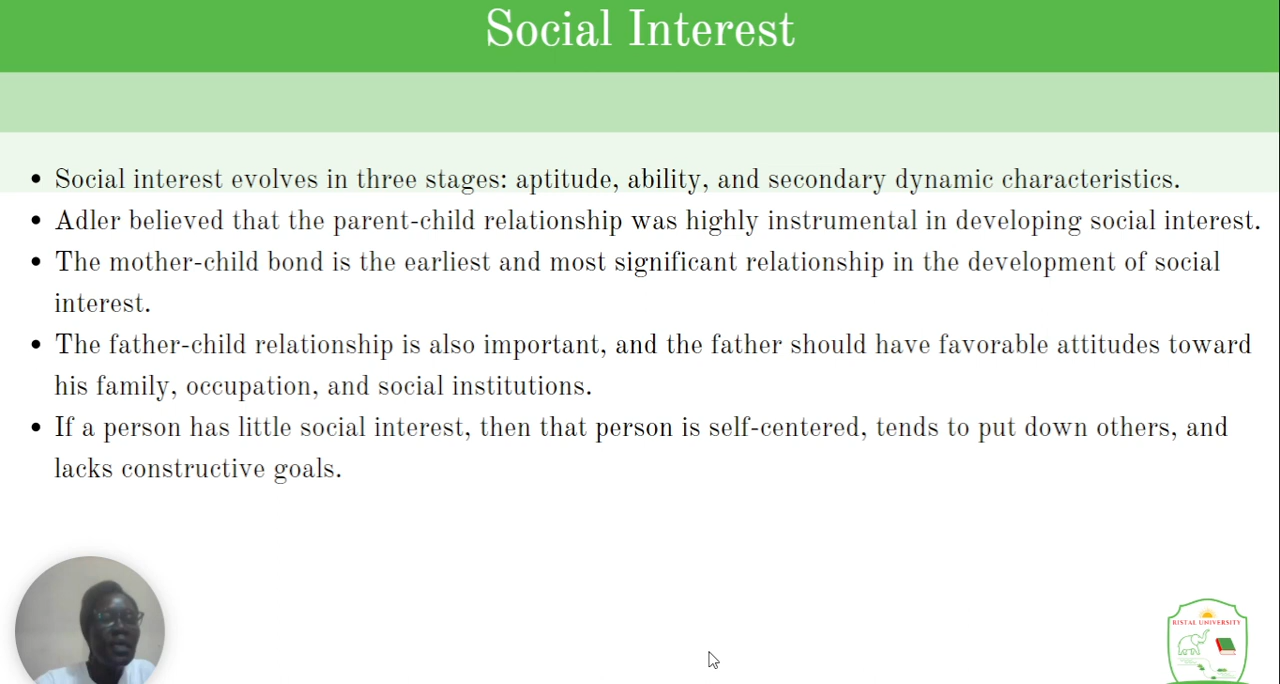 Social Interest
• Social interest evolves in three stages: aptitude, ability, and secondary dynamic characteristics.
• Adler believed that the parent-child relationship was highly instrumental in developing social interest.
• The mother-child bond is the earliest and most significant relationship in the development of social
interest.
• The father-child relationship is also important, and the father should have favorable attitudes toward
his family, occupation, and social institutions.
• If a person has little social interest, then that person is self-centered, tends to put down others, and
lacks constructive goals.
RISTAL UNIVERSITY